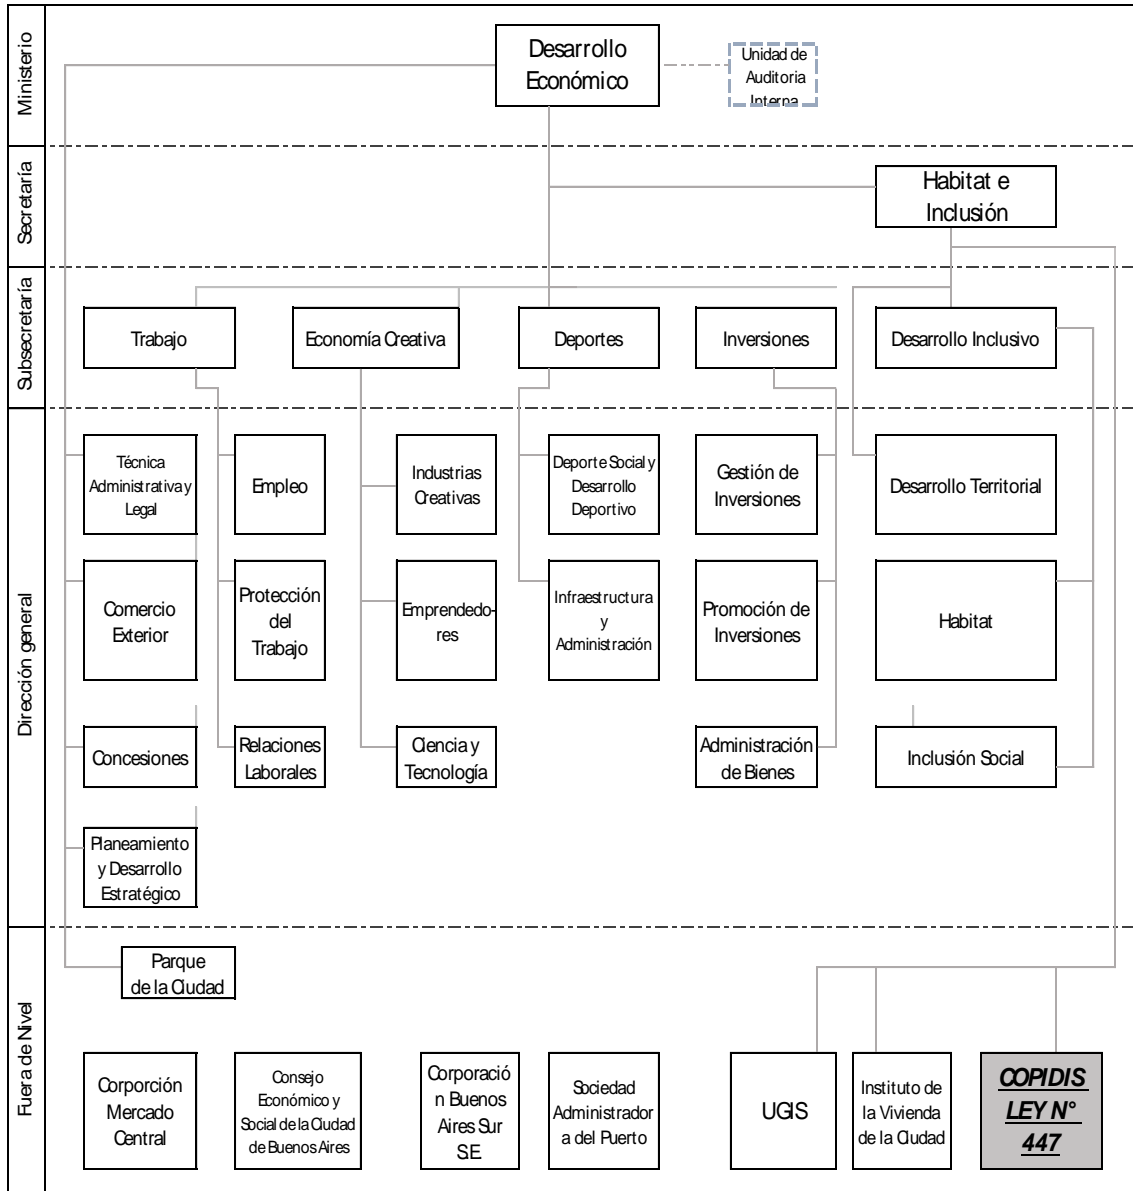 Ministerio
Desarrollo
Económico
Unidad de
Auditoria
Interna
Secretaría
Habitat e
Inclusión
Subsecretaría
Trabajo
Economía Creativa
Deportes
Inversiones
Desarrollo Inclusivo
Dirección general
Técnica
Administrativa y
Legal
Empleo
Industrias
Creativas
Deporte Social y
Desarrollo
Deportivo
Gestión de
Inversiones
Desarrollo Territorial
Comercio
Exterior
Protección
del
Trabajo
Emprendedo-
res
Infraestructura
y
Administración
Promoción de
Inversiones
Habitat
Concesiones
Relaciones
Laborales
Ciencia y
Tecnología
Administración
de Bienes
Inclusión Social
Planeamiento
y Desarrollo
Estratégico
Fuera de Nivel
Parque
de la Ciudad
Corporción
Mercado
Central
Consejo
Económico y
Social de la Ciudad
de Buenos Aires
Corporació
n Buenos
Aires Sur
S.E.
Sociedad
Administrador
a del Puerto
UGIS
Instituto de
la Vivienda
de la Ciudad
COPIDIS
LEY N°
447